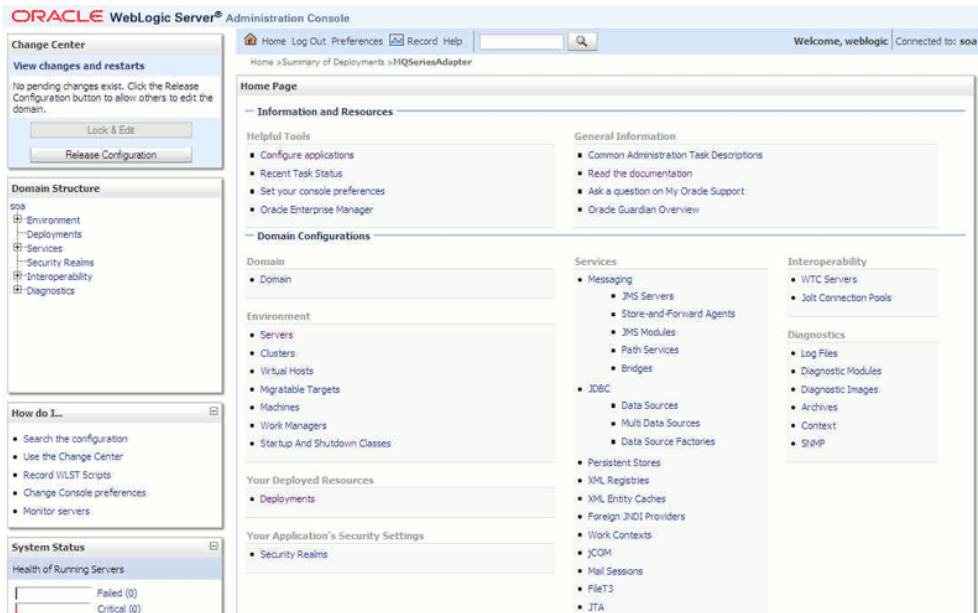 ORACLE WebLogic Server® Administration Console
Change Center
View changes and restarts
No pending changes exist. Click the Release
Configuration button to allow others to edit the
domain.
Lock & Edit
Release Configuration
Domain Structure
soa
Environment
Deployments
Services
Security Realms
Interoperability
Diagnostics
How do I...
Search the configuration
Use the Change Center
Record WLST Scripts
Change Console preferences
Monitor servers
System Status
Health of Running Servers
Failed (0)
Critical (0)
Home Log Out Preferences Record Help
Welcome, weblogic Connected to: soa
Home >Summary of Deployments >MQSeriesAdapter
Home Page
Information and Resources
Helpful Tools
Configure applications
Recent Task Status
Set your console preferences
Oracle Enterprise Manager
General Information
Common Administration Task Descriptions
Read the documentation
Ask a question on My Oracle Support
Oracle Guardian Overview
Domain Configurations
Domain
Domain
Environment
Servers
Clusters
Virtual Hosts
Migratable Targets
Machines
Work Managers
Startup And Shutdown Classes
Your Deployed Resources
Deployments
Your Application's Security Settings
Security Realms
Services
Messaging
JMS Servers
Store-and-Forward Agents
JMS Modules
Path Services
Bridges
JDBC
Data Sources
Multi Data Sources
Data Source Factories
Persistent Stores
XML Registries
XML Entity Caches
Foreign JNDI Providers
Work Contexts
jCOM
Mail Sessions
FileT3
JTA
Interoperability
WTC Servers
Jolt Connection Pools
Diagnostics
Log Files
Diagnostic Modules
Diagnostic Images
Archives
Context
SNMP